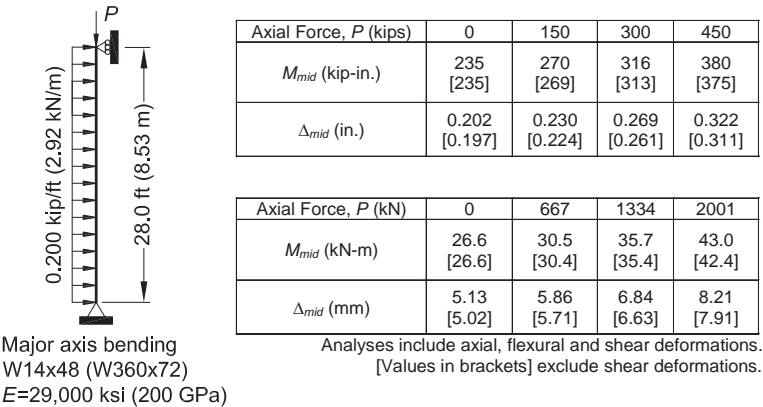 P
0.200 kip/ft (2.92 kN/m)
28.0 ft (8.53 m)
Major axis bending
W14x48 (W360x72)
E=29,000 ksi (200 GPa)
Axial Force, P (kips) 0 150 300 450
Mmid (kip-in.) 235 270 316 380
[235] [269] [313] [375]
Δmid (in.) 0.202 0.230 0.269 0.322
[0.197] [0.224] [0.261] [0.311]
Axial Force, P (kN) 0 667 1334 2001
Mmid (kN-m) 26.6 30.5 35.7 43.0
[26.6] [30.4] [35.4] [42.4]
Δmid (mm) 5.13 5.86 6.84 8.21
[5.02] [5.71] [6.63] [7.91]
Analyses include axial, flexural and shear deformations.
[Values in brackets] exclude shear deformations.